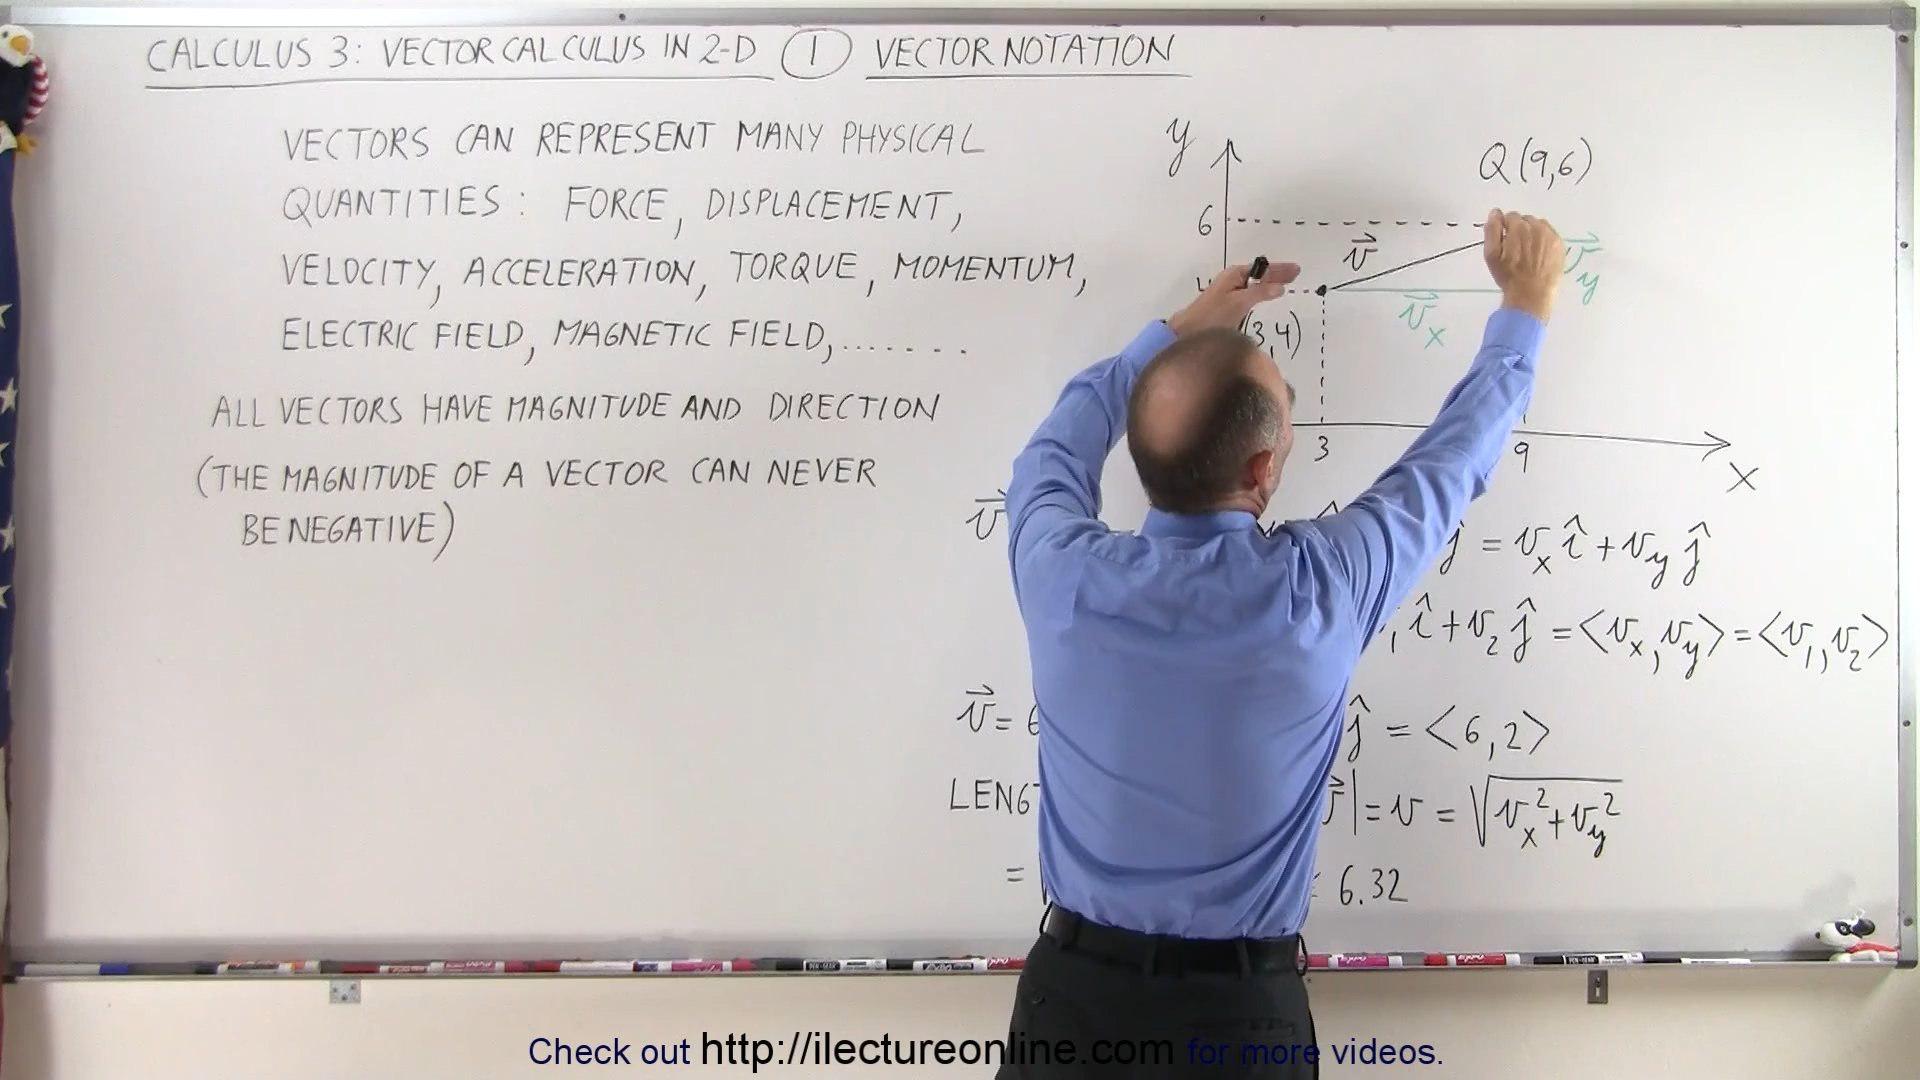 CALCULUS 3: VECTOR CALCULUS IN 2-D ① VECTOR NOTATION
VECTORS CAN REPRESENT MANY PHYSICAL
QUANTITIES: FORCE, DISPLACEMENT,
VELOCITY, ACCELERATION, TORQUE, MOMENTUM,
ELECTRIC FIELD, MAGNETIC FIELD,.......
ALL VECTORS HAVE MAGNITUDE AND DIRECTION
(THE MAGNITUDE OF A VECTOR CAN NEVER
BE NEGATIVE)
y
Q(9,6)
6
v⃗
v⃗y
v⃗x
(3,4)
3
9
x
v⃗
ĵ = vₓ î + vy ĵ
î + v₂ ĵ = ⟨vₓ, vy⟩ = ⟨v₁, v₂⟩
v⃗ = 6
ĵ = ⟨6,2⟩
v⃗| = v = √(vₓ² + vy²)
= 6.32
Check out http://ilectureonline.com for more videos.